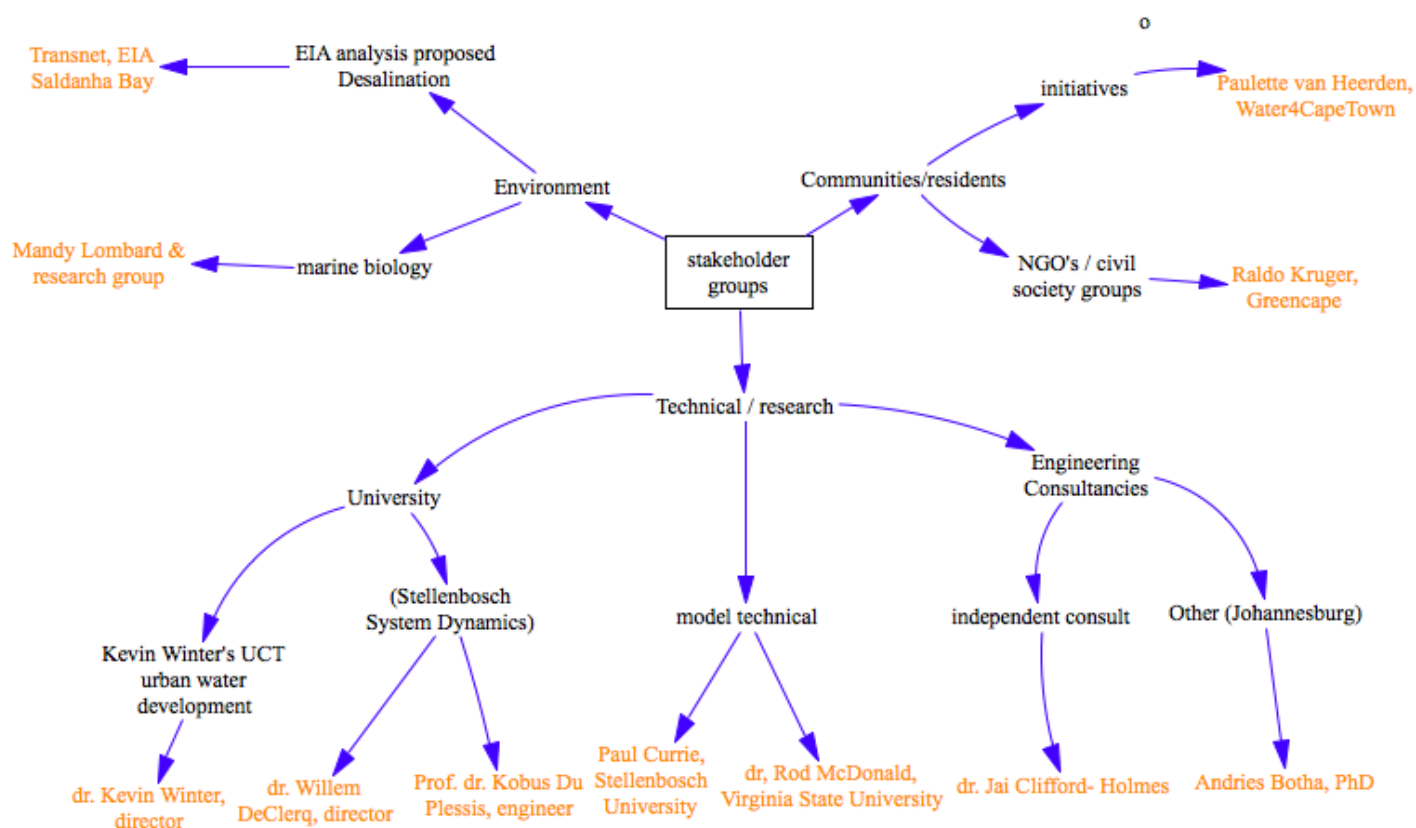 o
Transnet, EIA
Saldanha Bay
EIA analysis proposed
Desalination
initiatives
Paulette van Heerden,
Water4CapeTown
Environment
Communities/residents
Mandy Lombard &
research group
marine biology
stakeholder
groups
NGO's / civil
society groups
Raldo Kruger,
Greencape
Technical / research
University
Engineering
Consultancies
Kevin Winter's UCT
urban water
development
(Stellenbosch
System Dynamics)
model technical
independent consult
Other (Johannesburg)
dr. Kevin Winter,
director
dr. Willem
DeClerq, director
Prof. dr. Kobus Du
Plessis, engineer
Paul Currie,
Stellenbosch
University
dr, Rod McDonald,
Virginia State University
dr. Jai Clifford- Holmes
Andries Botha, PhD